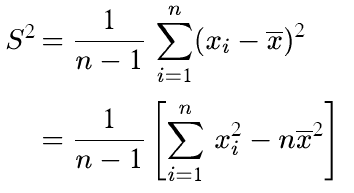 $S^2 = \frac{1}{n-1} \sum_{i=1}^{n} (x_i - \overline{x})^2$
$= \frac{1}{n-1} \left[ \sum_{i=1}^{n} x_i^2 - n\overline{x}^2 \right]$